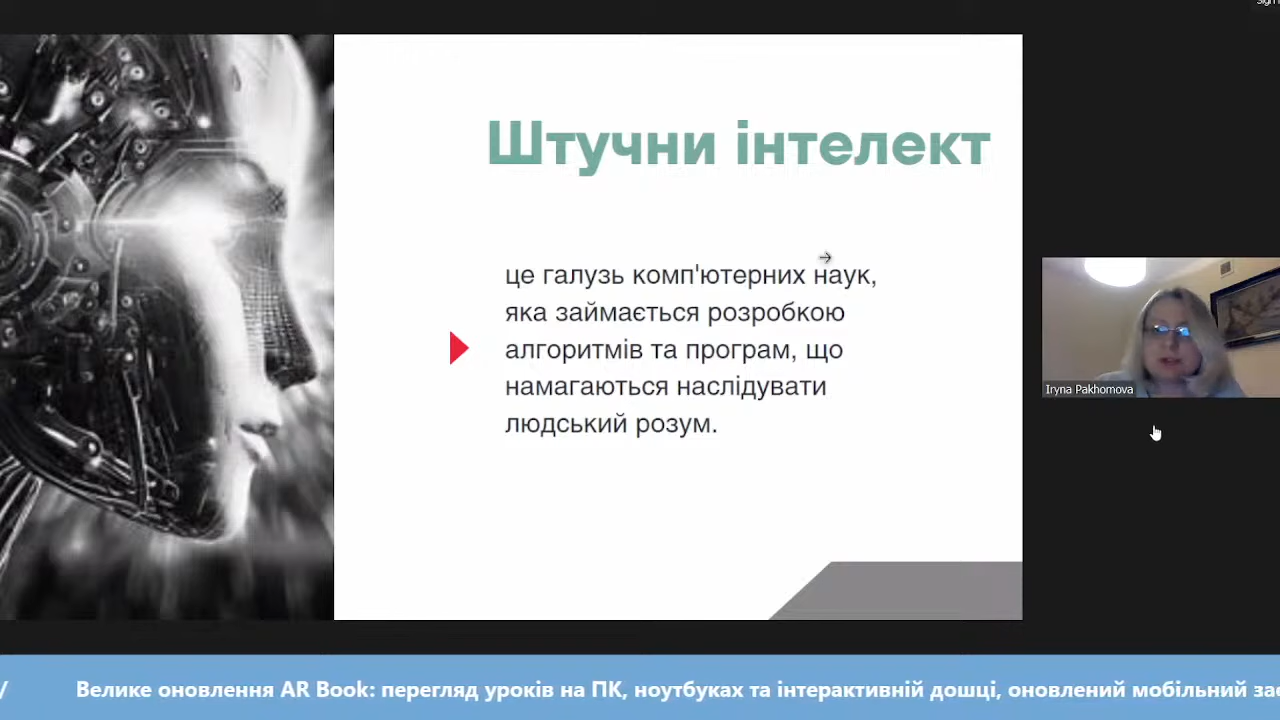 Штучни інтелект
це галузь комп'ютерних наук,
яка займається розробкою
алгоритмів та програм, що
намагаються наслідувати
людський розум.
Iryna Pakhomova
/ Велике оновлення AR Book: перегляд уроків на ПК, ноутбуках та інтерактивній дошці, оновлений мобільний